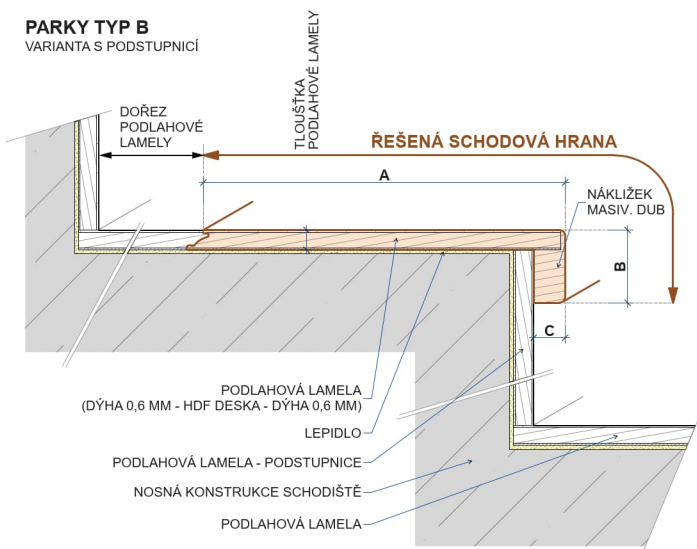 PARKY TYP B
VARIANTA S PODSTUPNICÍ
TLOUŠŤKA
PODLAHOVÉ LAMELY
DOŘEZ
PODLAHOVÉ
LAMELY
ŘEŠENÁ SCHODOVÁ HRANA
A
NÁKLIŽEK
MASIV. DUB
B
C
PODLAHOVÁ LAMELA
(DÝHA 0,6 MM - HDF DESKA - DÝHA 0,6 MM)
LEPIDLO
PODLAHOVÁ LAMELA - PODSTUPNICE
NOSNÁ KONSTRUKCE SCHODIŠTĚ
PODLAHOVÁ LAMELA